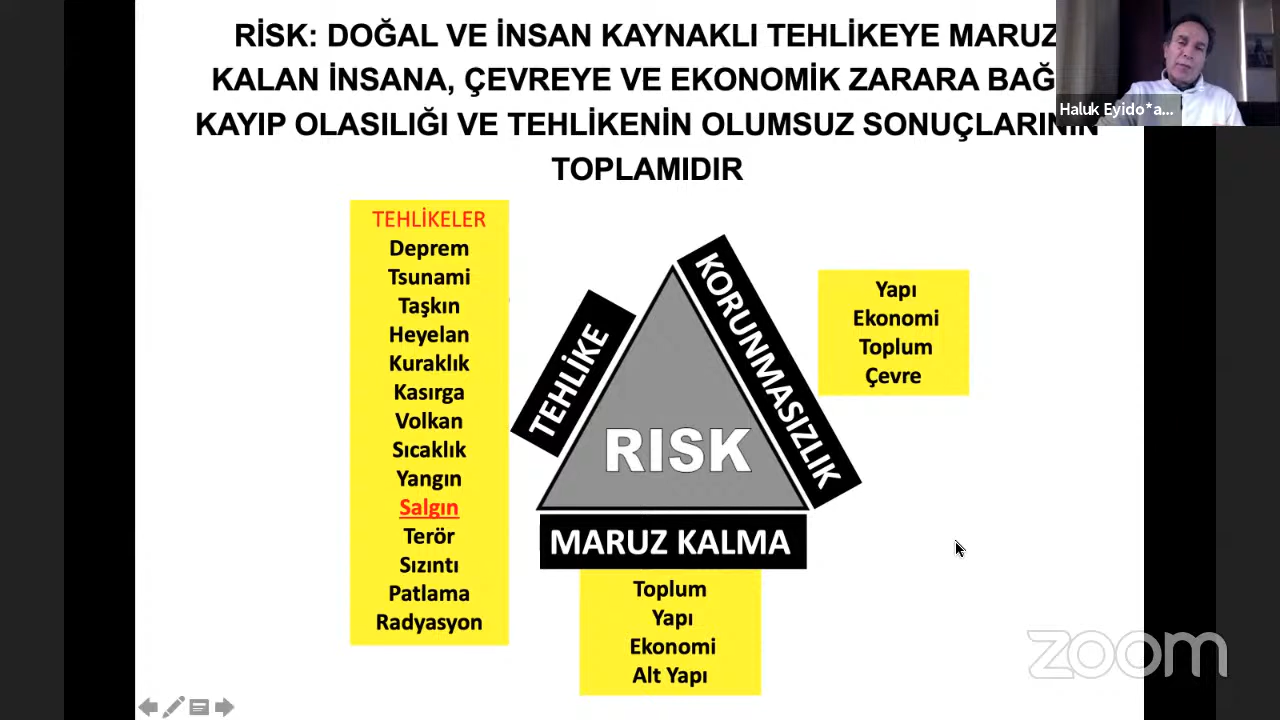 RİSK: DOĞAL VE İNSAN KAYNAKLI TEHLİKEYE MARUZ
KALAN İNSANA, ÇEVREYE VE EKONOMİK ZARARA BAĞ
KAYIP OLASILIĞI VE TEHLİKENİN OLUMSUZ SONUÇLARININ
TOPLAMIDIR
Haluk Eyido*a...
TEHLİKELER
Deprem
Tsunami
Taşkın
Heyelan
Kuraklık
Kasırga
Volkan
Sıcaklık
Yangın
Salgın
Terör
Sızıntı
Patlama
Radyasyon
TEHLİKE
RISK
KORUNMASIZLIK
Yapı
Ekonomi
Toplum
Çevre
MARUZ KALMA
Toplum
Yapı
Ekonomi
Alt Yapı
zoom